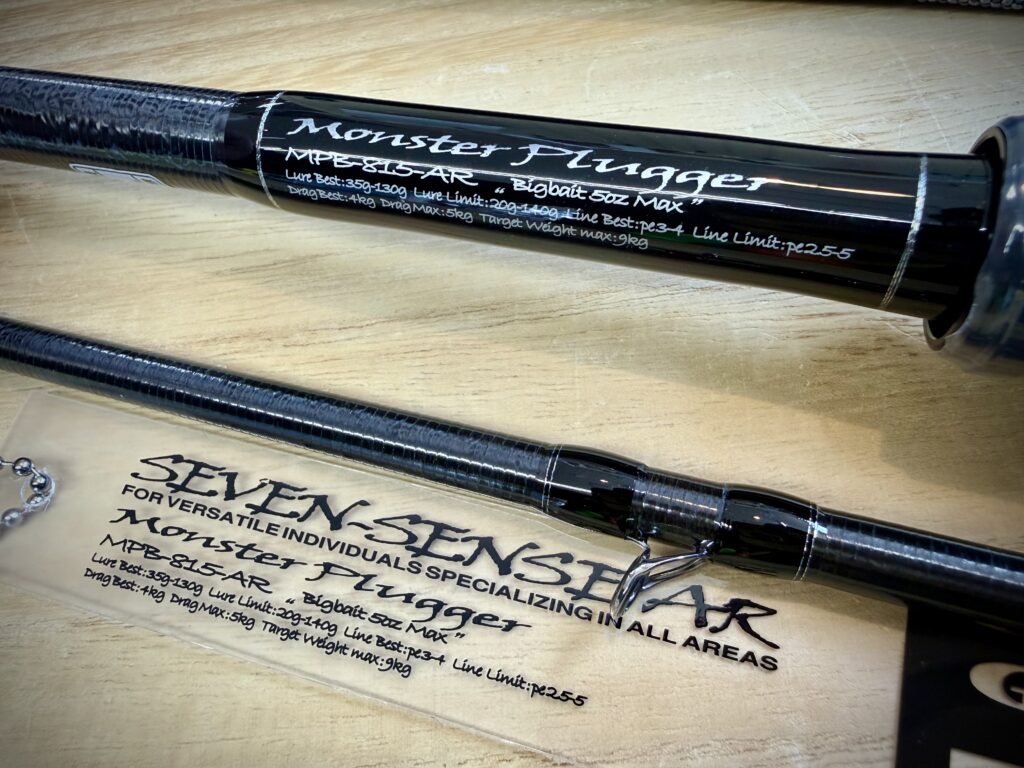 Monster Plugger
MPB-815-AR “ Bigbait 5oz Max ”
Lure Best:35g-130g Lure Limit:20g-140g Line Best:pe3-4 Line Limit:pe2.5-5
Drag Best:4kg Drag Max:5kg Target Weight max:9kg
SEVEN-SENSE AR
FOR VERSATILE INDIVIDUALS SPECIALIZING IN ALL AREAS
Monster Plugger
MPB-815-AR “ Bigbait 5oz Max ”
Lure Best:35g-130g Lure Limit:20g-140g Line Best:pe3-4 Line Limit:pe2.5-5
Drag Best:4kg Drag Max:5kg Target Weight max:9kg